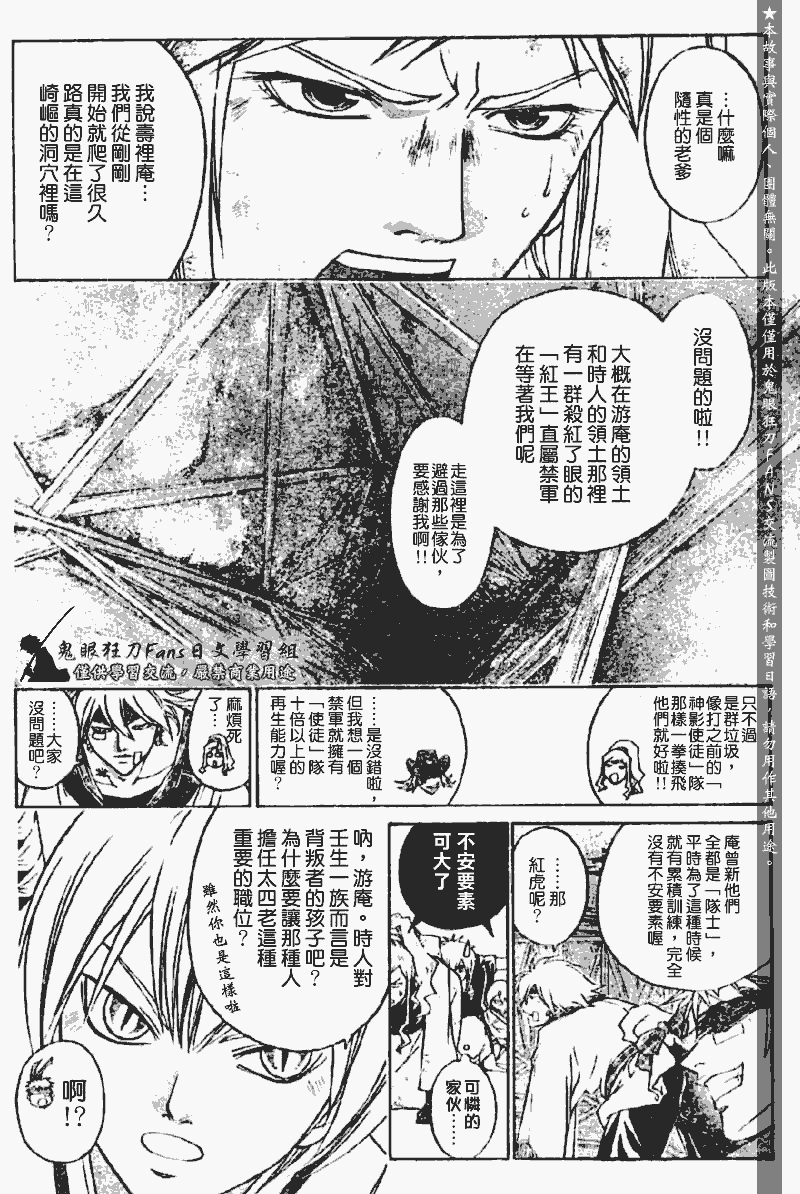 …什麼嘛
真是個
隨性的老爹
我說壽裡庵…
我們從剛剛
開始就爬了很久
路真的是在這
崎嶇的洞穴裡嗎？
沒問題的啦!!
大概在游庵的領土
和時人的領土那裡
有一群殺紅了眼的
「紅王」直屬禁軍
在等著我們呢
走這裡是為了
避過那些傢伙，
要感謝我啊!!
鬼眼狂刀Fans日文學習組
僅供學習交流，嚴禁商業用途
只不過
是群垃圾，
像打之前的「
神影使徒」隊
那樣一拳揍飛
他們就好啦!!
……是沒錯啦，
但我想一個
禁軍就擁有
「使徒」隊
十倍以上的
再生能力喔？
麻煩死
了…
……大家
沒問題吧？
庵曾新他們
全都是「隊士」，
平時為了這種時候
就有累積訓練，完全
沒有不安要素喔
……那
紅虎呢？
不安要素
可大了
可憐的
家伙……
吶，游庵。時人對
壬生一族而言是
背叛者的孩子吧？
為什麼要讓那種人
擔任太四老這種
重要的職位？
雖然你也是這樣啦
啊!?
★本故事與實際個人、團體無關。此版本僅僅用於鬼眼狂刀FANS交流製圖技術和學習日語，請勿用作其他用途。